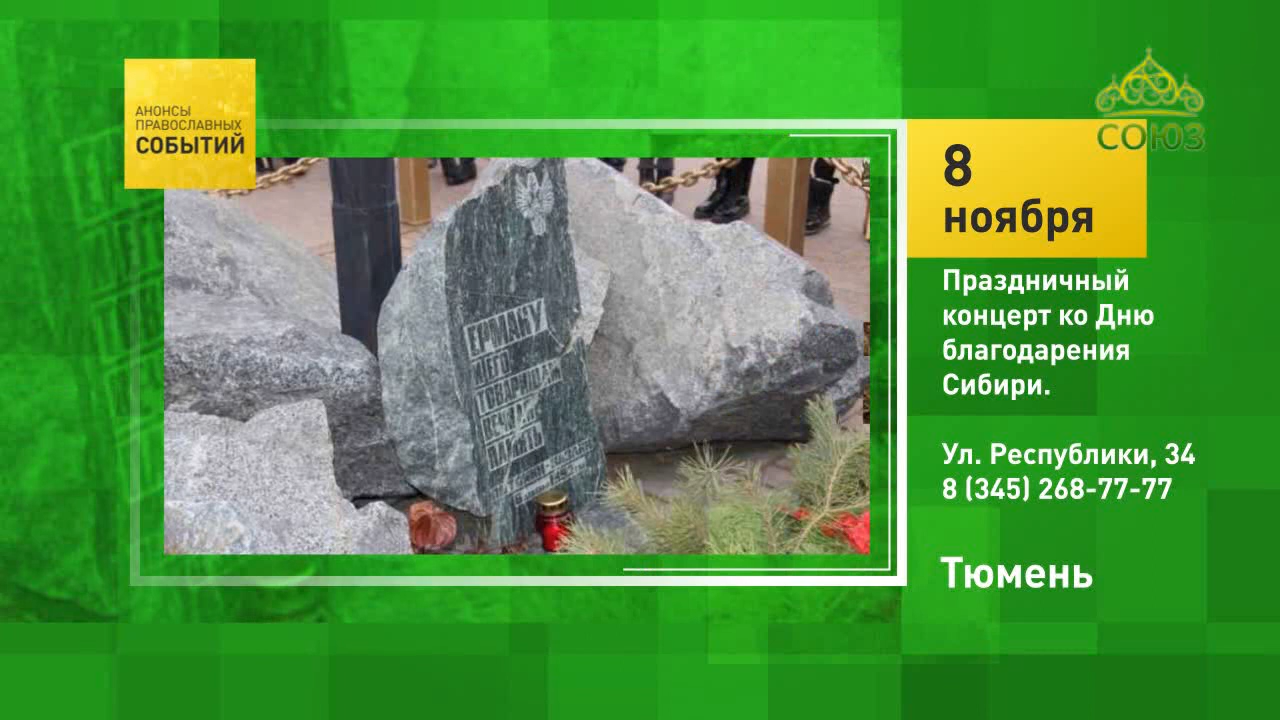 АНОНСЫ
ПРАВОСЛАВНЫХ
СОБЫТИЙ
СОЮЗ
8
ноября
Праздничный
концерт ко Дню
благодарения
Сибири.
Ул. Республики, 34
8 (345) 268-77-77
Тюмень
ЕРМАКУ
И ЕГО
ТОВАРИЩАМ
ВЕЧНАЯ
ПАМЯТЬ